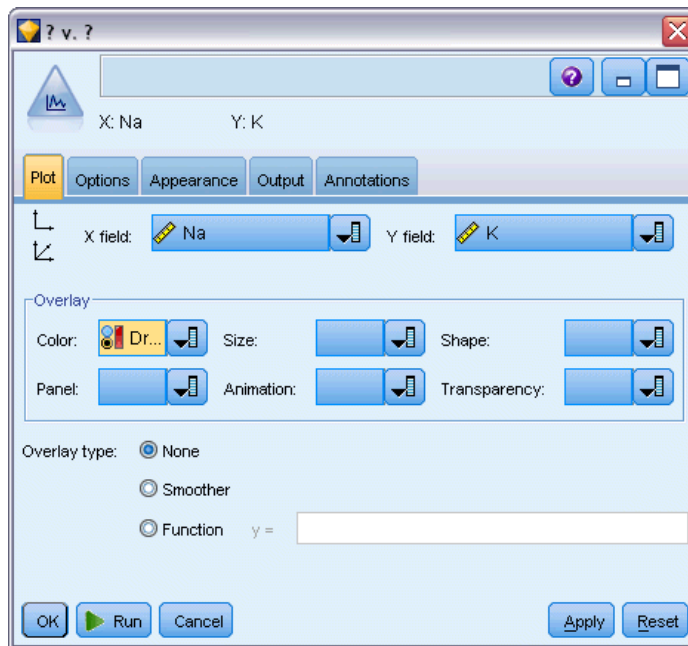 ? v. ?
X: Na Y: K
Plot Options Appearance Output Annotations
X field: Na Y field: K
Overlay
Color: Dr... Size: Shape:
Panel: Animation: Transparency:
Overlay type: None
Smoother
Function y =
OK Run Cancel Apply Reset